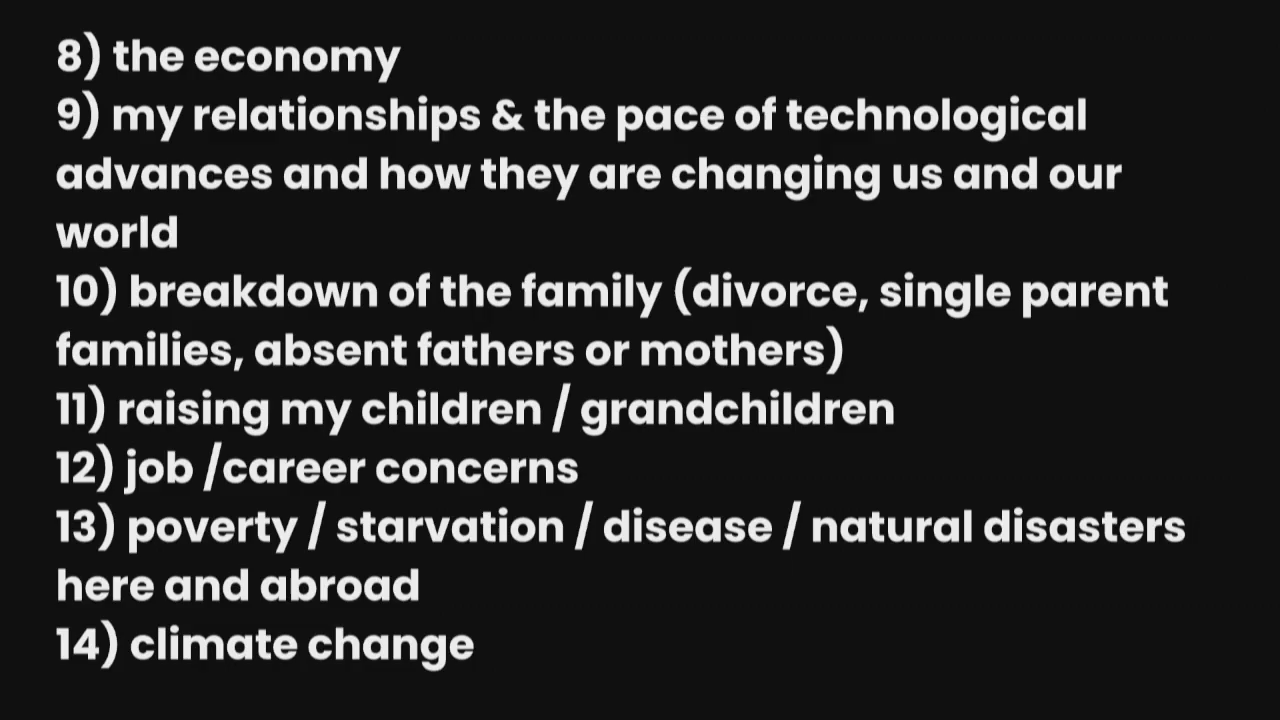 8) the economy
9) my relationships & the pace of technological
advances and how they are changing us and our
world
10) breakdown of the family (divorce, single parent
families, absent fathers or mothers)
11) raising my children / grandchildren
12) job /career concerns
13) poverty / starvation / disease / natural disasters
here and abroad
14) climate change